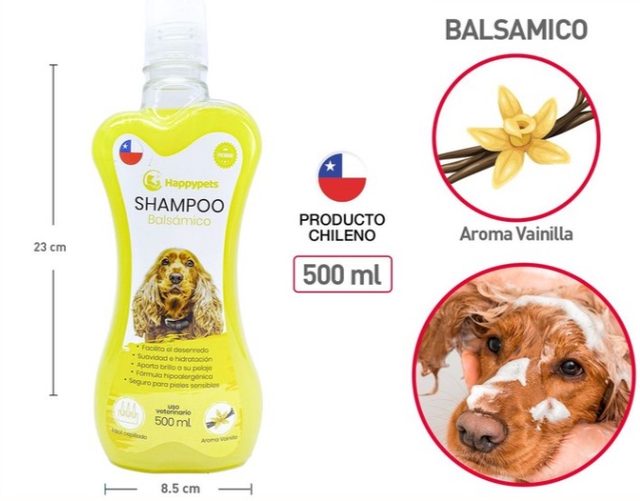 BALSAMICO
Aroma Vainilla
23 cm
Happypets
SHAMPOO
Balsámico
• Facilita el desenredo
• Suavidad e hidratación
• Aporta brillo a su pelaje
• Fórmula hipoalergénica
• Seguro para pieles sensibles
uso
veterinario
500 ml
Aroma Vainilla
PRODUCTO
CHILENO
500 ml
8.5 cm